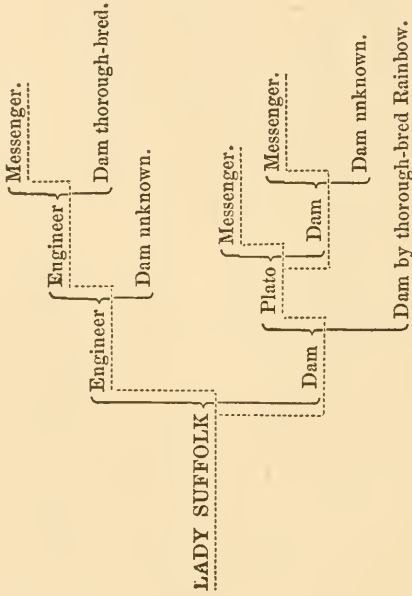 Messenger.
Engineer
Dam thorough-bred.
Engineer
Dam unknown.
LADY SUFFOLK
Messenger.
Plato
Messenger.
Dam
Dam unknown.
Dam
Dam by thorough-bred Rainbow.